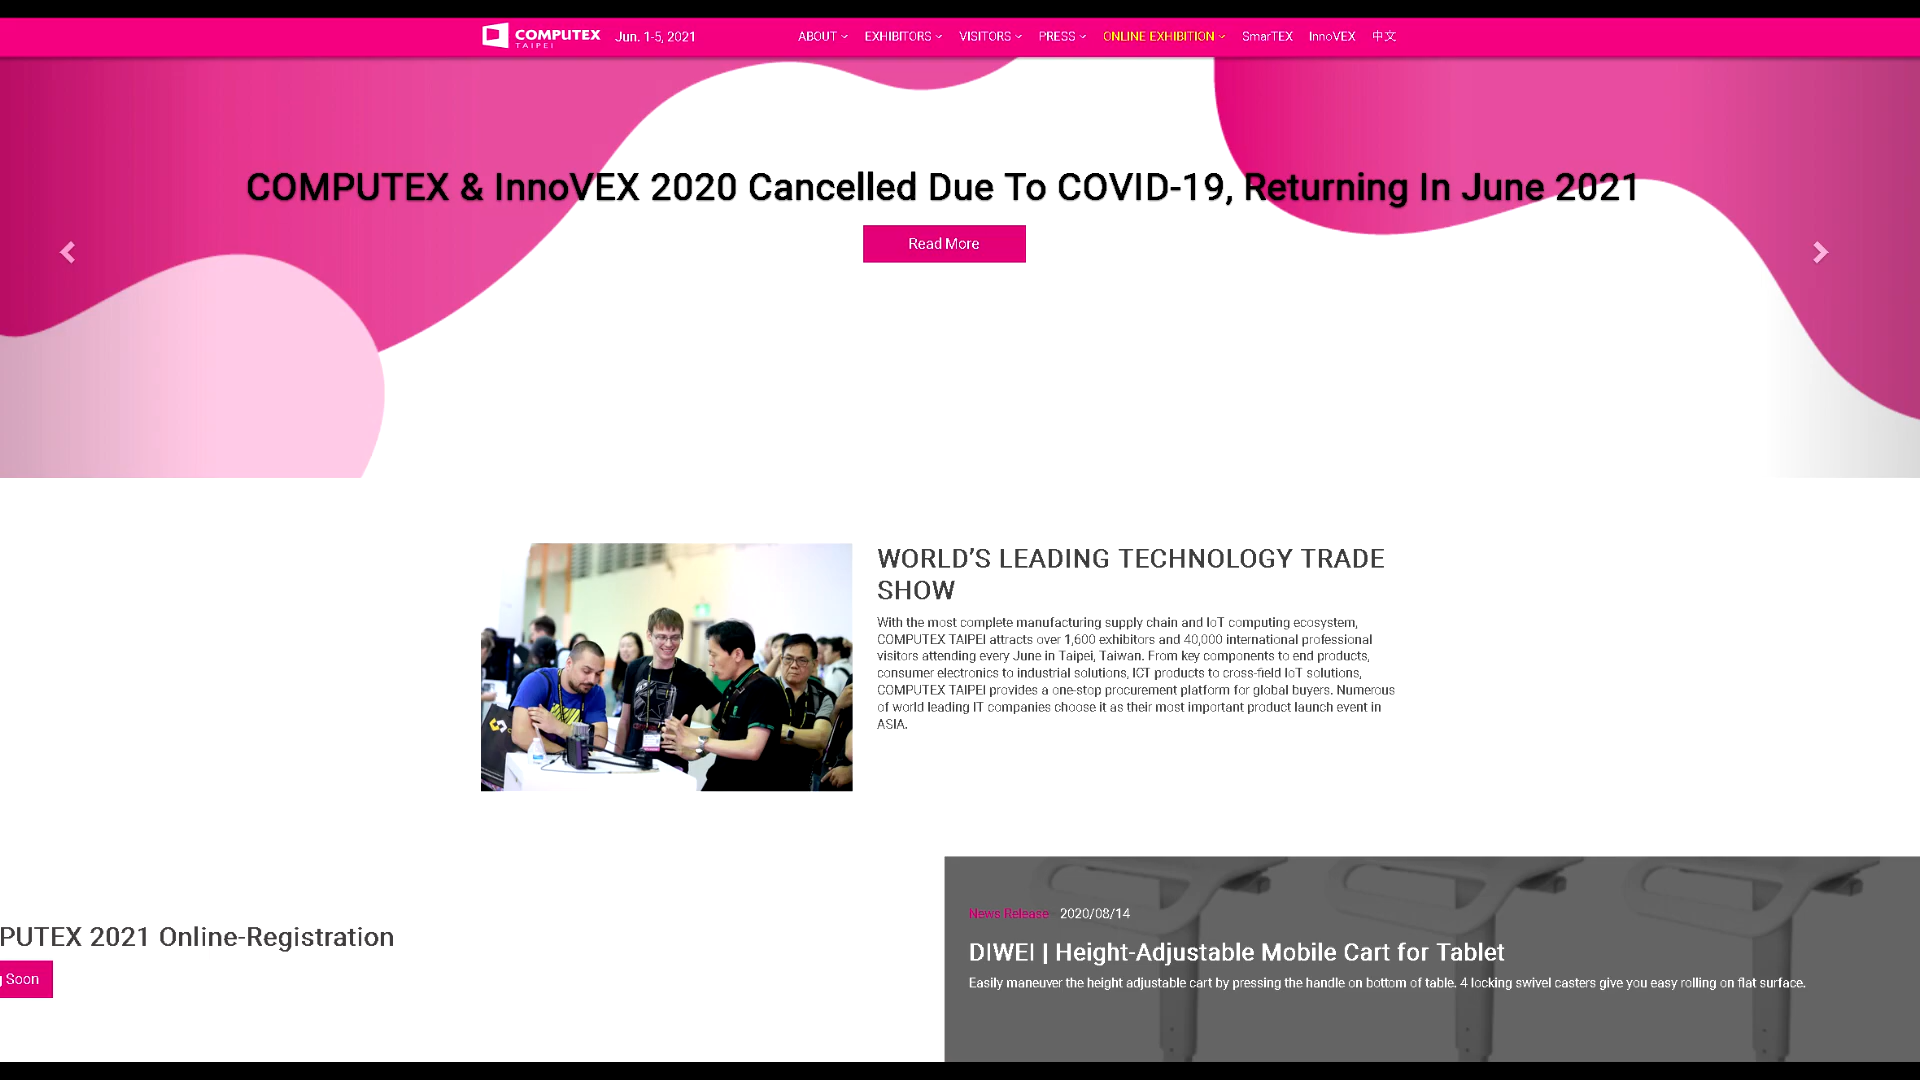 COMPUTEX
TAIPEI
Jun. 1-5, 2021
ABOUT
EXHIBITORS
VISITORS
PRESS
ONLINE EXHIBITION
SmarTEX
InnoVEX
中文
COMPUTEX & InnoVEX 2020 Cancelled Due To COVID-19, Returning In June 2021
Read More
WORLD’S LEADING TECHNOLOGY TRADE
SHOW
With the most complete manufacturing supply chain and IoT computing ecosystem,
COMPUTEX TAIPEI attracts over 1,600 exhibitors and 40,000 international professional
visitors attending every June in Taipei, Taiwan. From key components to end products,
consumer electronics to industrial solutions, ICT products to cross-field IoT solutions,
COMPUTEX TAIPEI provides a one-stop procurement platform for global buyers. Numerous
of world leading IT companies choose it as their most important product launch event in
ASIA.
PUTEX 2021 Online-Registration
g Soon
News Release - 2020/08/14
DIWEI | Height-Adjustable Mobile Cart for Tablet
Easily maneuver the height adjustable cart by pressing the handle on bottom of table. 4 locking swivel casters give you easy rolling on flat surface.